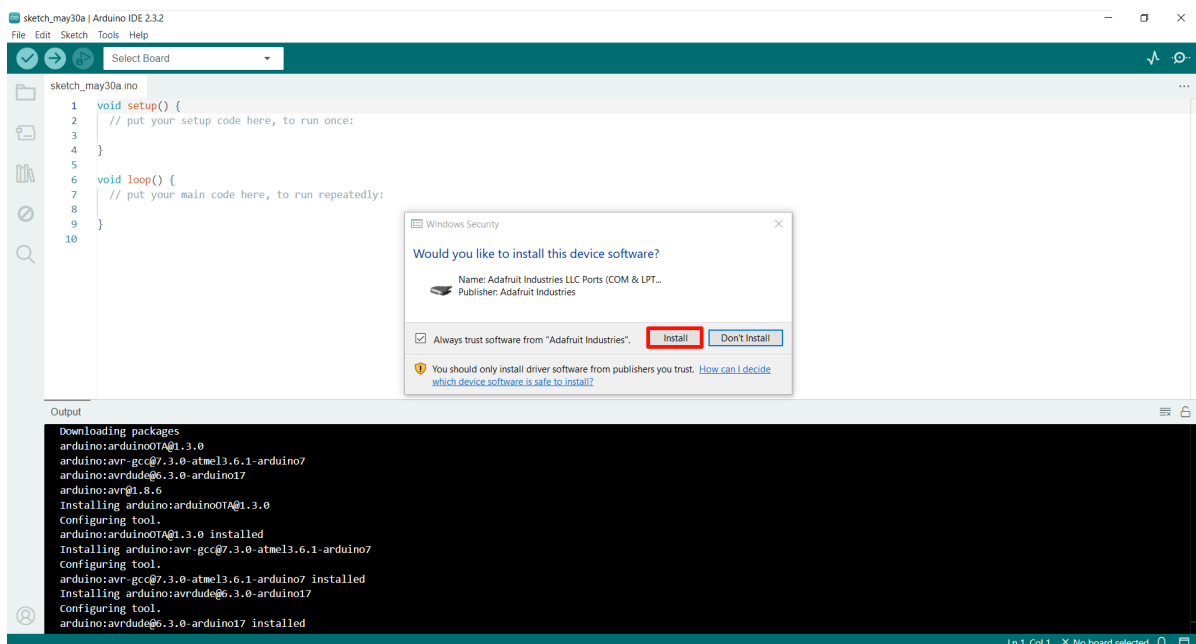 sketch_may30a | Arduino IDE 2.3.2
File Edit Sketch Tools Help
Select Board
sketch_may30a.ino
...
1 void setup() {
2 // put your setup code here, to run once:
3
4 }
5
6 void loop() {
7 // put your main code here, to run repeatedly:
8
9 }
10
Windows Security
Would you like to install this device software?
Name: Adafruit Industries LLC Ports (COM & LPT...
Publisher: Adafruit Industries
Always trust software from "Adafruit Industries". Install Don't Install
You should only install driver software from publishers you trust. How can I decide
which device software is safe to install?
Output
Downloading packages
arduino:arduinoOTA@1.3.0
arduino:avr-gcc@7.3.0-atmel3.6.1-arduino7
arduino:avrdude@6.3.0-arduino17
arduino:avr@1.8.6
Installing arduino:arduinoOTA@1.3.0
Configuring tool.
arduino:arduinoOTA@1.3.0 installed
Installing arduino:avr-gcc@7.3.0-atmel3.6.1-arduino7
Configuring tool.
arduino:avr-gcc@7.3.0-atmel3.6.1-arduino7 installed
Installing arduino:avrdude@6.3.0-arduino17
Configuring tool.
arduino:avrdude@6.3.0-arduino17 installed
Ln 1, Col 1 × No board selected